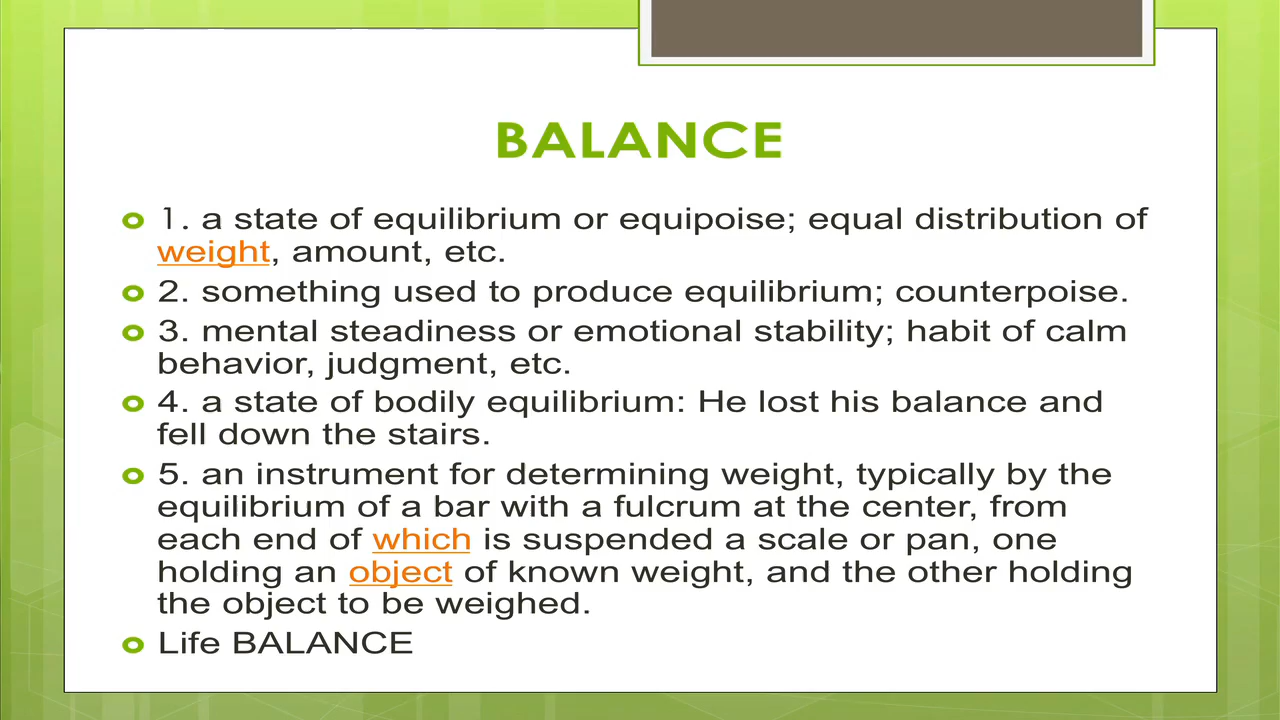 BALANCE
1. a state of equilibrium or equipoise; equal distribution of
weight, amount, etc.
2. something used to produce equilibrium; counterpoise.
3. mental steadiness or emotional stability; habit of calm
behavior, judgment, etc.
4. a state of bodily equilibrium: He lost his balance and
fell down the stairs.
5. an instrument for determining weight, typically by the
equilibrium of a bar with a fulcrum at the center, from
each end of which is suspended a scale or pan, one
holding an object of known weight, and the other holding
the object to be weighed.
Life BALANCE